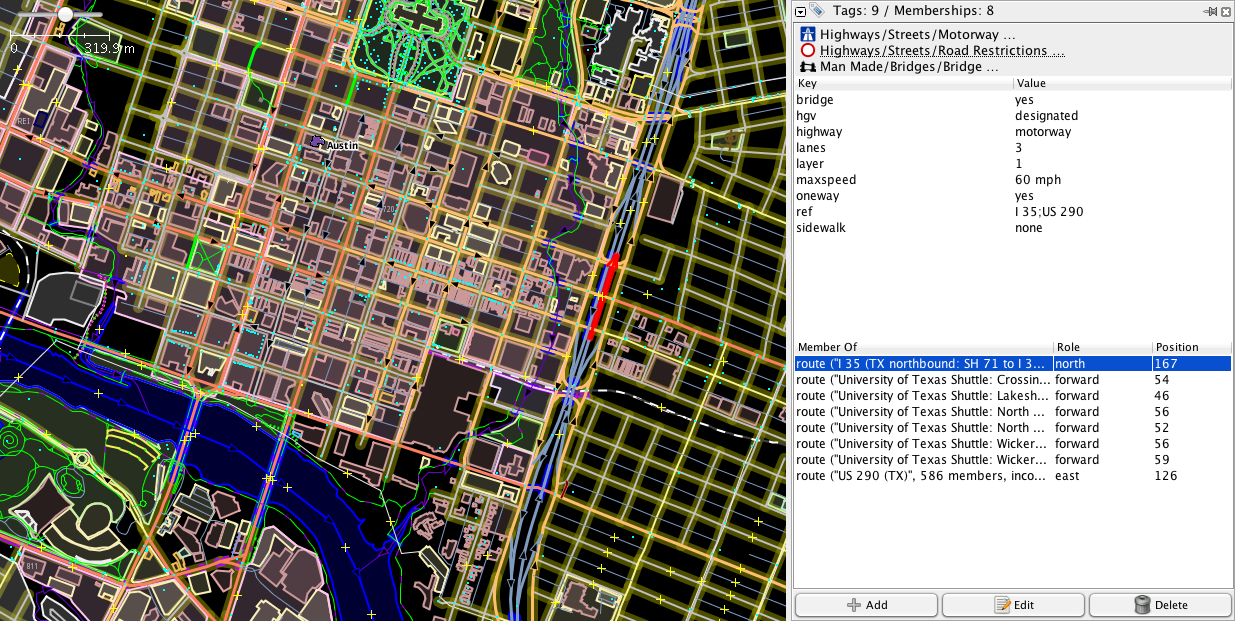 0 319.9m
REI
Austin
720
811
Tags: 9 / Memberships: 8
Highways/Streets/Motorway ...
Highways/Streets/Road Restrictions ...
Man Made/Bridges/Bridge ...
Key Value
bridge yes
hgv designated
highway motorway
lanes 3
layer 1
maxspeed 60 mph
oneway yes
ref I 35;US 290
sidewalk none
Member Of Role Position
route ("I 35 (TX northbound: SH 71 to I 3... north 167
route ("University of Texas Shuttle: Crossin... forward 54
route ("University of Texas Shuttle: Lakesh... forward 46
route ("University of Texas Shuttle: North ... forward 56
route ("University of Texas Shuttle: North ... forward 52
route ("University of Texas Shuttle: Wicker... forward 56
route ("University of Texas Shuttle: Wicker... forward 59
route ("US 290 (TX)", 586 members, inco... east 126
Add Edit Delete